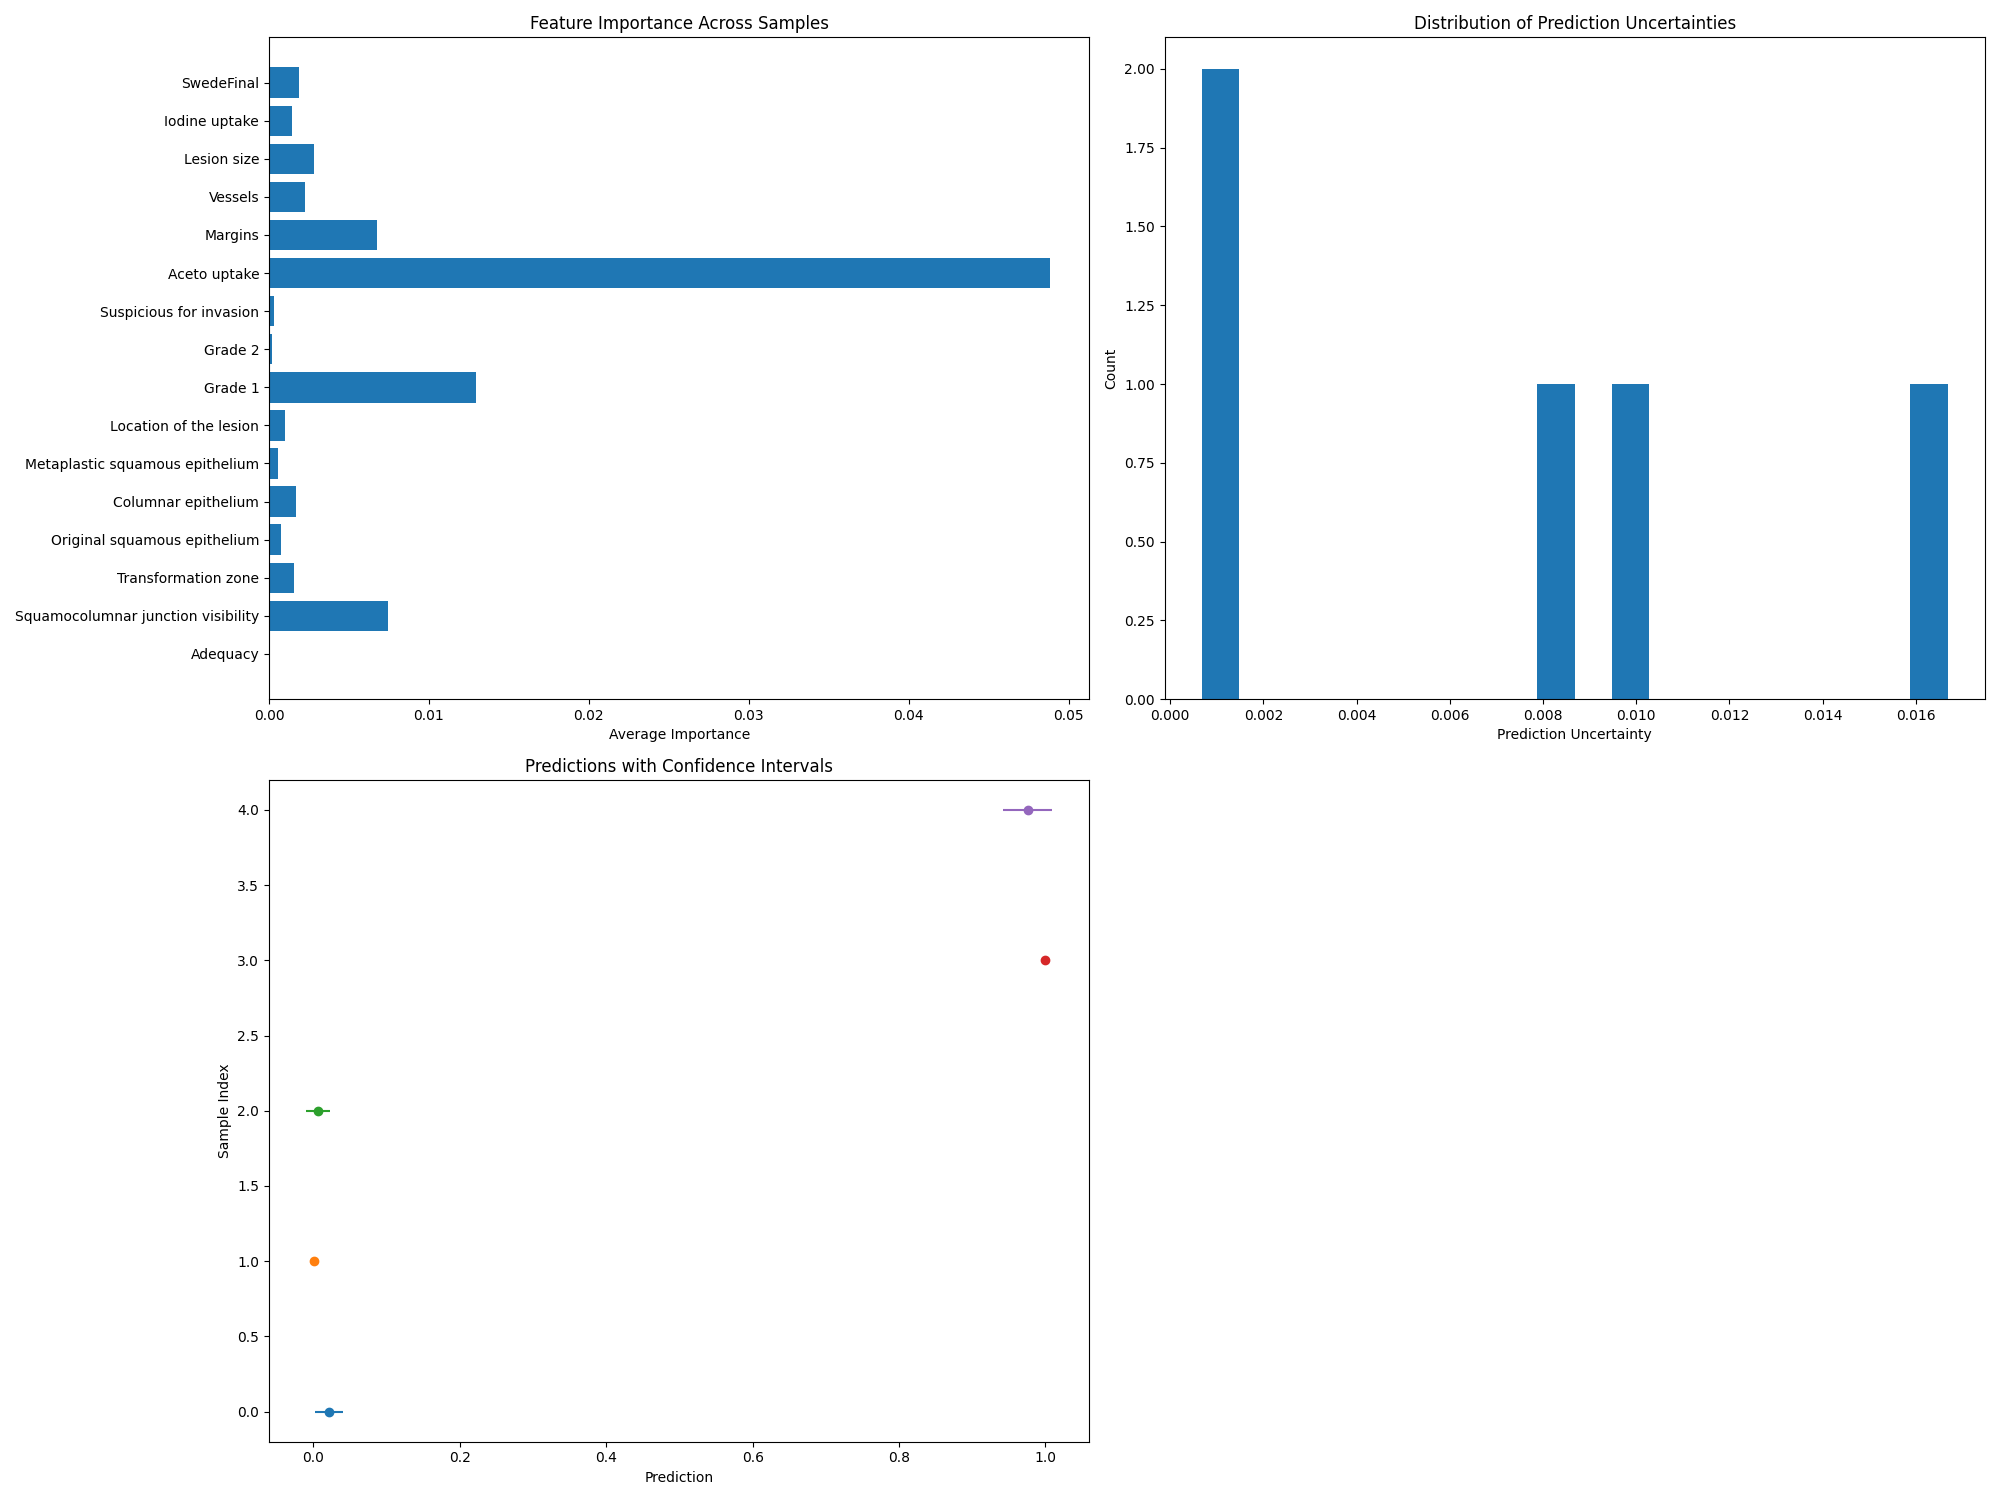 Feature Importance Across Samples
SwedeFinal
Iodine uptake
Lesion size
Vessels
Margins
Aceto uptake
Suspicious for invasion
Grade 2
Grade 1
Location of the lesion
Metaplastic squamous epithelium
Columnar epithelium
Original squamous epithelium
Transformation zone
Squamocolumnar junction visibility
Adequacy
0.00 0.01 0.02 0.03 0.04 0.05
Average Importance
Distribution of Prediction Uncertainties
Count
2.00
1.75
1.50
1.25
1.00
0.75
0.50
0.25
0.00
0.000 0.002 0.004 0.006 0.008 0.010 0.012 0.014 0.016
Prediction Uncertainty
Predictions with Confidence Intervals
Sample Index
4.0
3.5
3.0
2.5
2.0
1.5
1.0
0.5
0.0
0.0 0.2 0.4 0.6 0.8 1.0
Prediction